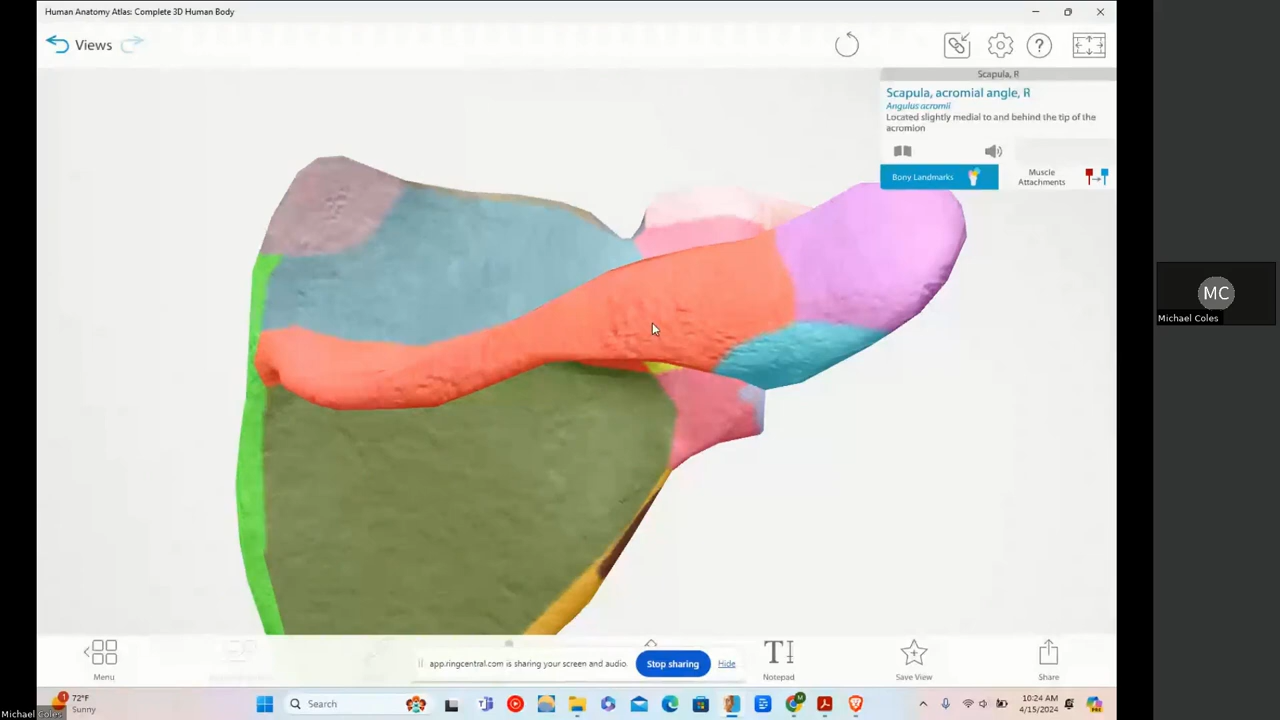 Human Anatomy Atlas: Complete 3D Human Body
Views
Scapula, R
Scapula, acromial angle, R
Angulus acromii
Located slightly medial to and behind the tip of the
acromion
Bony Landmarks
Muscle
Attachments
MC
Michael Coles
app.ringcentral.com is sharing your screen and audio.
Stop sharing
Hide
Menu
Notepad
Save View
Share
1
72°F
Sunny
Search
10:24 AM
4/15/2024
Michael Coles